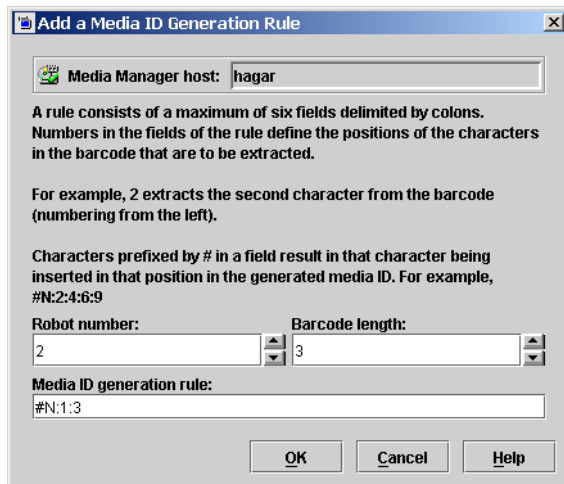 Add a Media ID Generation Rule
Media Manager host: hagar
A rule consists of a maximum of six fields delimited by colons.
Numbers in the fields of the rule define the positions of the characters
in the barcode that are to be extracted.
For example, 2 extracts the second character from the barcode
(numbering from the left).
Characters prefixed by # in a field result in that character being
inserted in that position in the generated media ID. For example,
#N:2:4:6:9
Robot number: Barcode length:
2 3
Media ID generation rule:
#N:1:3
OK Cancel Help